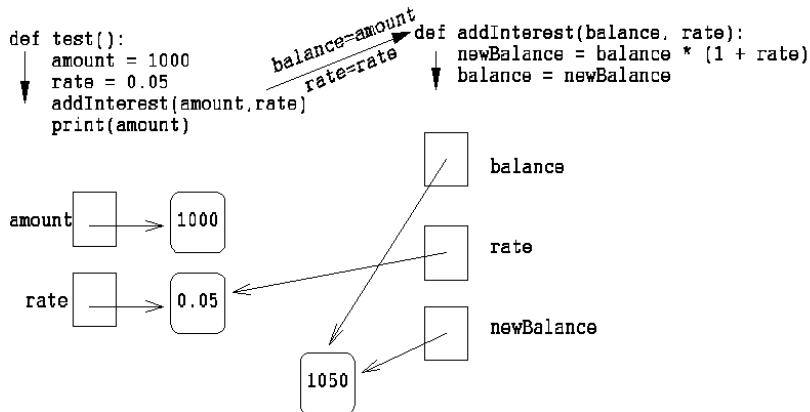 def test():
amount = 1000
rate = 0.05
addInterest(amount,rate)
print(amount)
balance=amount
rate=rate
def addInterest(balance, rate):
newBalance = balance * (1 + rate)
balance = newBalance
balance
amount
1000
rate
rate
0.05
newBalance
1050